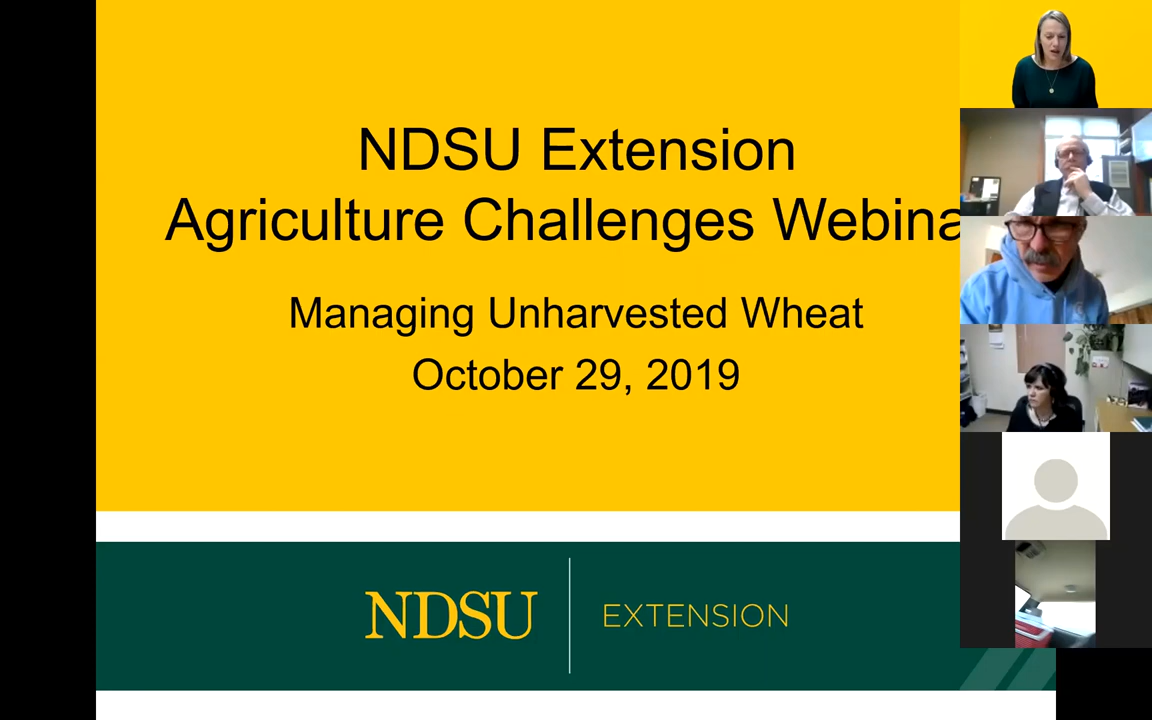 NDSU Extension
Agriculture Challenges Webina
Managing Unharvested Wheat
October 29, 2019
NDSU EXTENSION